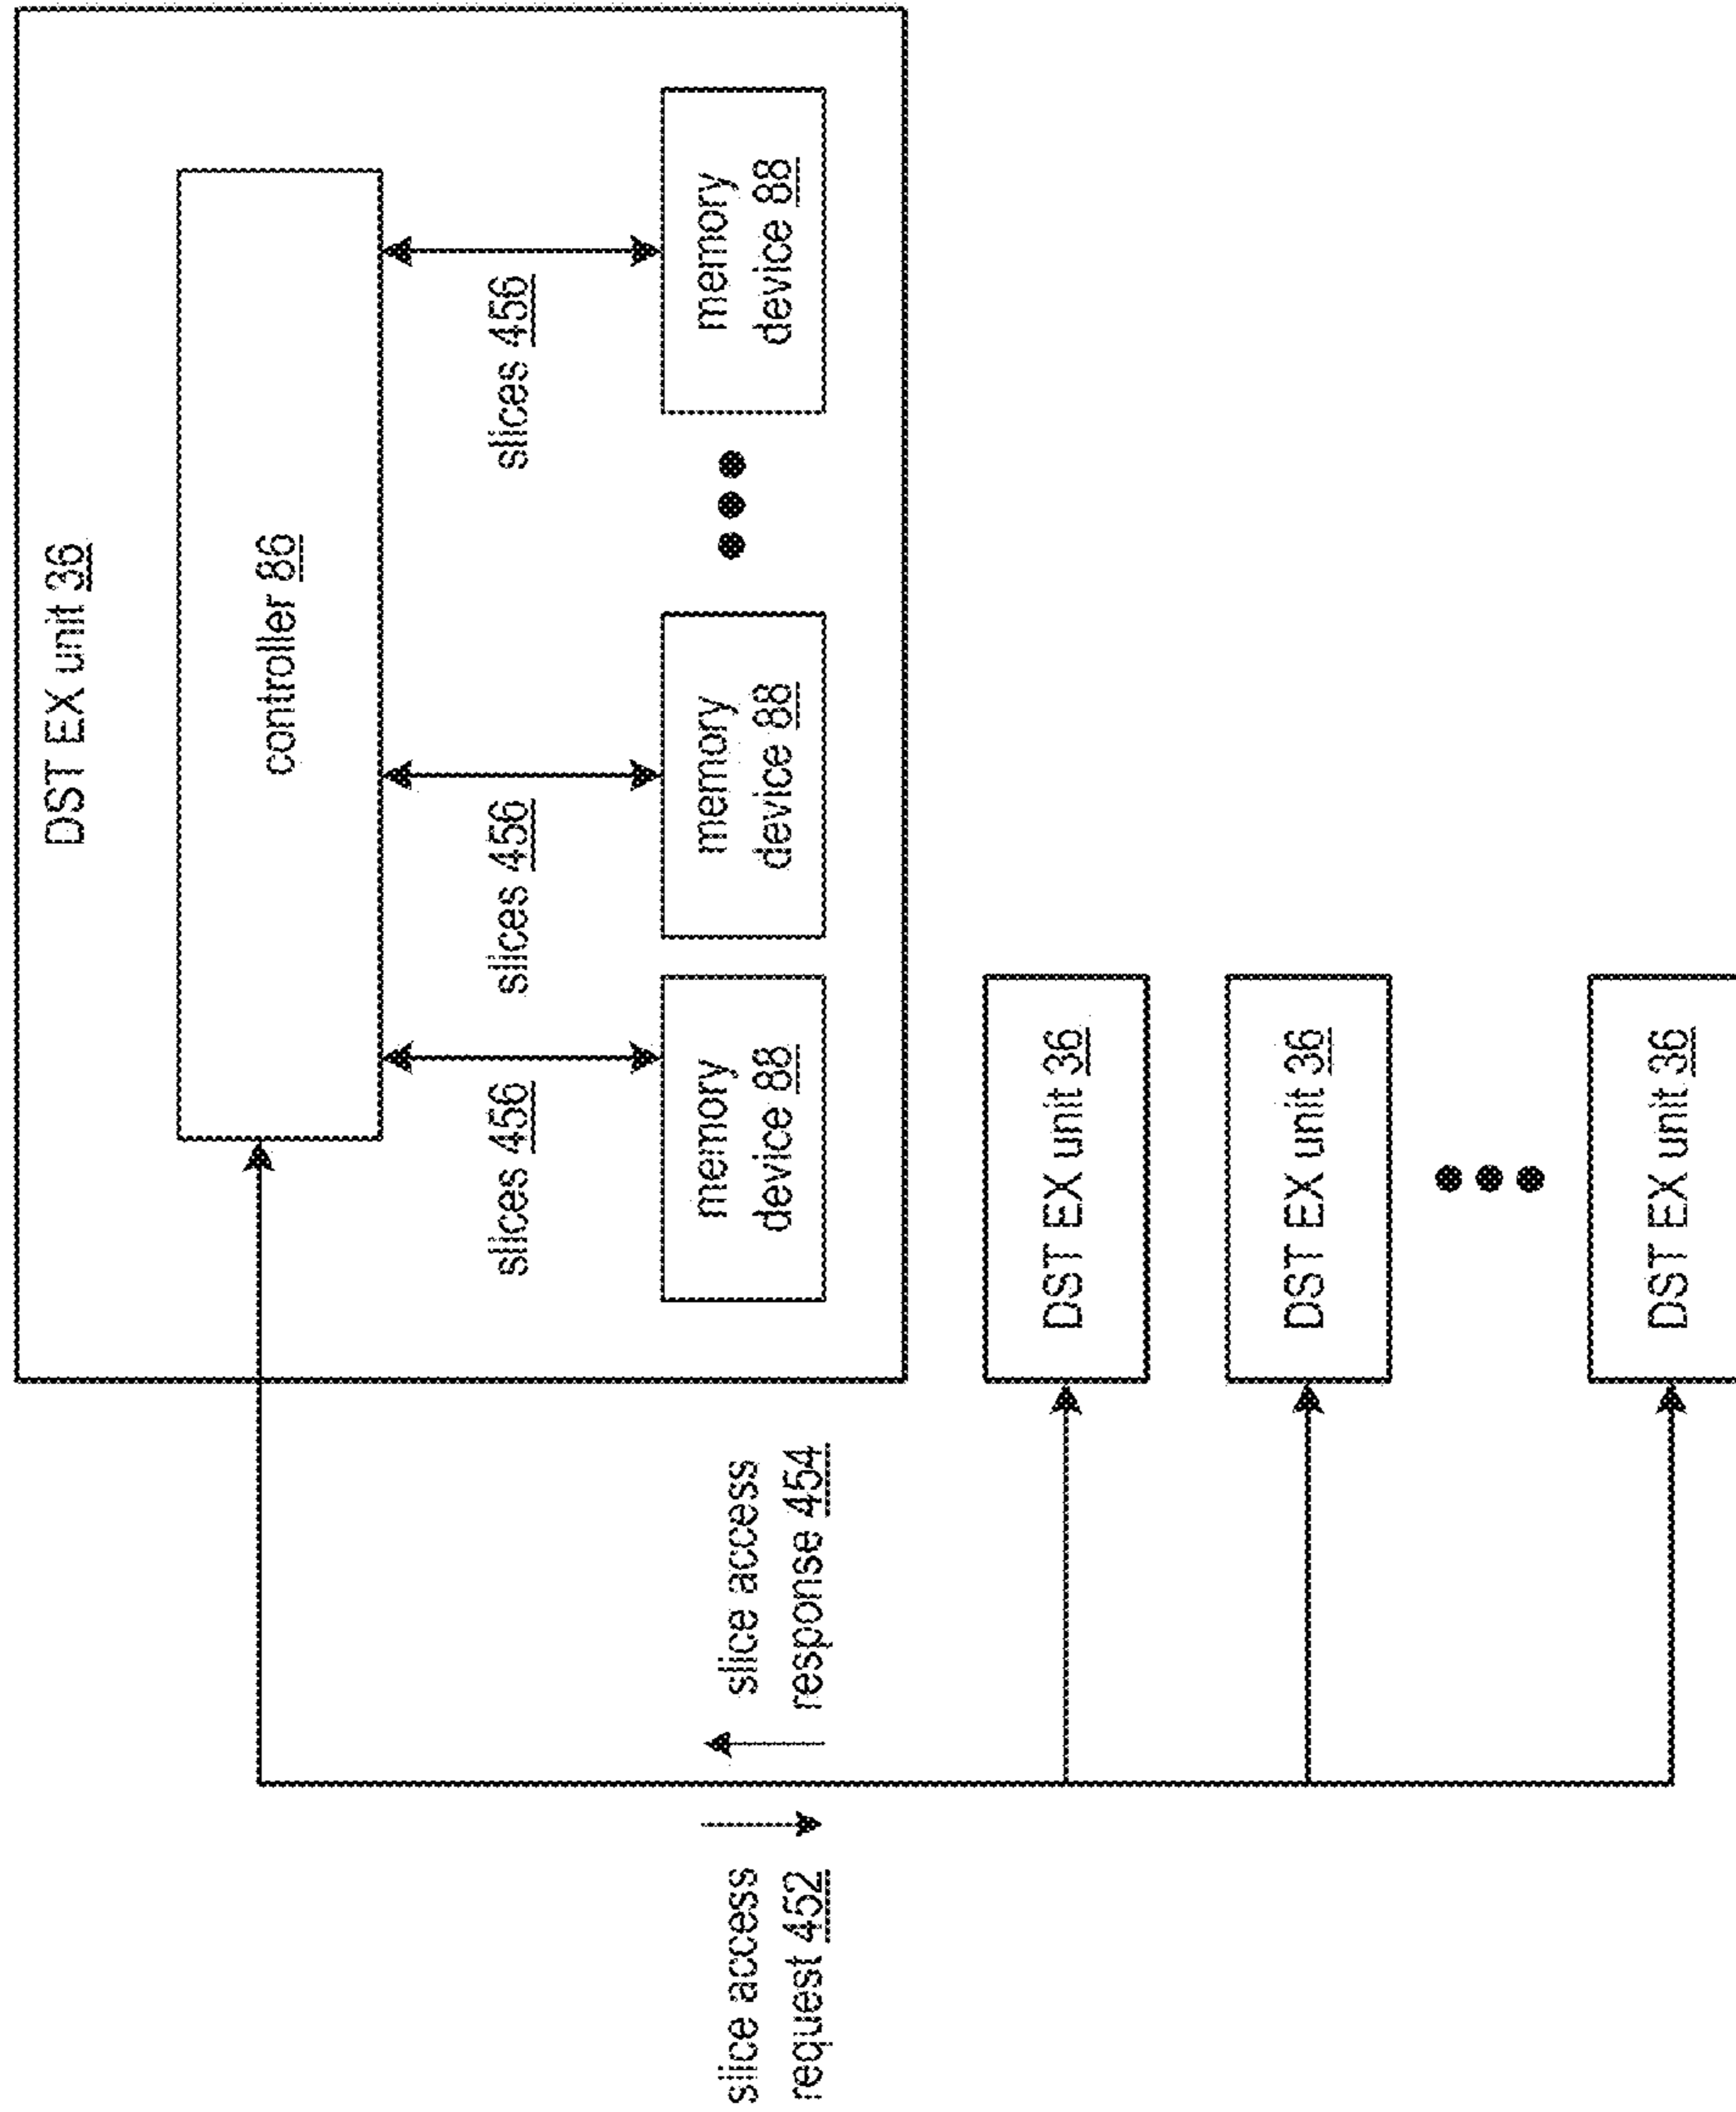 DST EX unit 36
controller 86
slices 456
slices 456
slices 456
memory
device 88
memory
device 88
memory
device 88
slice access
request 452
slice access
response 454
DST EX unit 36
DST EX unit 36
DST EX unit 36